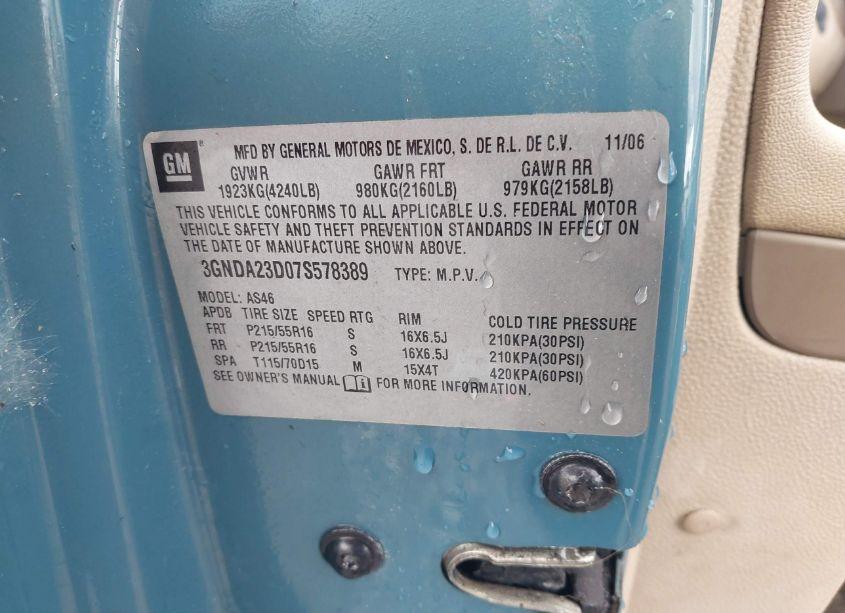 GM ® MFD BY GENERAL MOTORS DE MEXICO, S. DE R.L. DE C.V. 11/06
GVWR GAWR FRT GAWR RR
1923KG(4240LB) 980KG(2160LB) 979KG(2158LB)
THIS VEHICLE CONFORMS TO ALL APPLICABLE U.S. FEDERAL MOTOR
VEHICLE SAFETY AND THEFT PREVENTION STANDARDS IN EFFECT ON
THE DATE OF MANUFACTURE SHOWN ABOVE.
3GNDA23D07S578389 TYPE: M.P.V.
MODEL: AS46
APDB TIRE SIZE SPEED RTG RIM COLD TIRE PRESSURE
FRT P215/55R16 S 16X6.5J 210KPA(30PSI)
RR P215/55R16 S 16X6.5J 210KPA(30PSI)
SPA T115/70D15 M 15X4T 420KPA(60PSI)
SEE OWNER'S MANUAL FOR MORE INFORMATION.